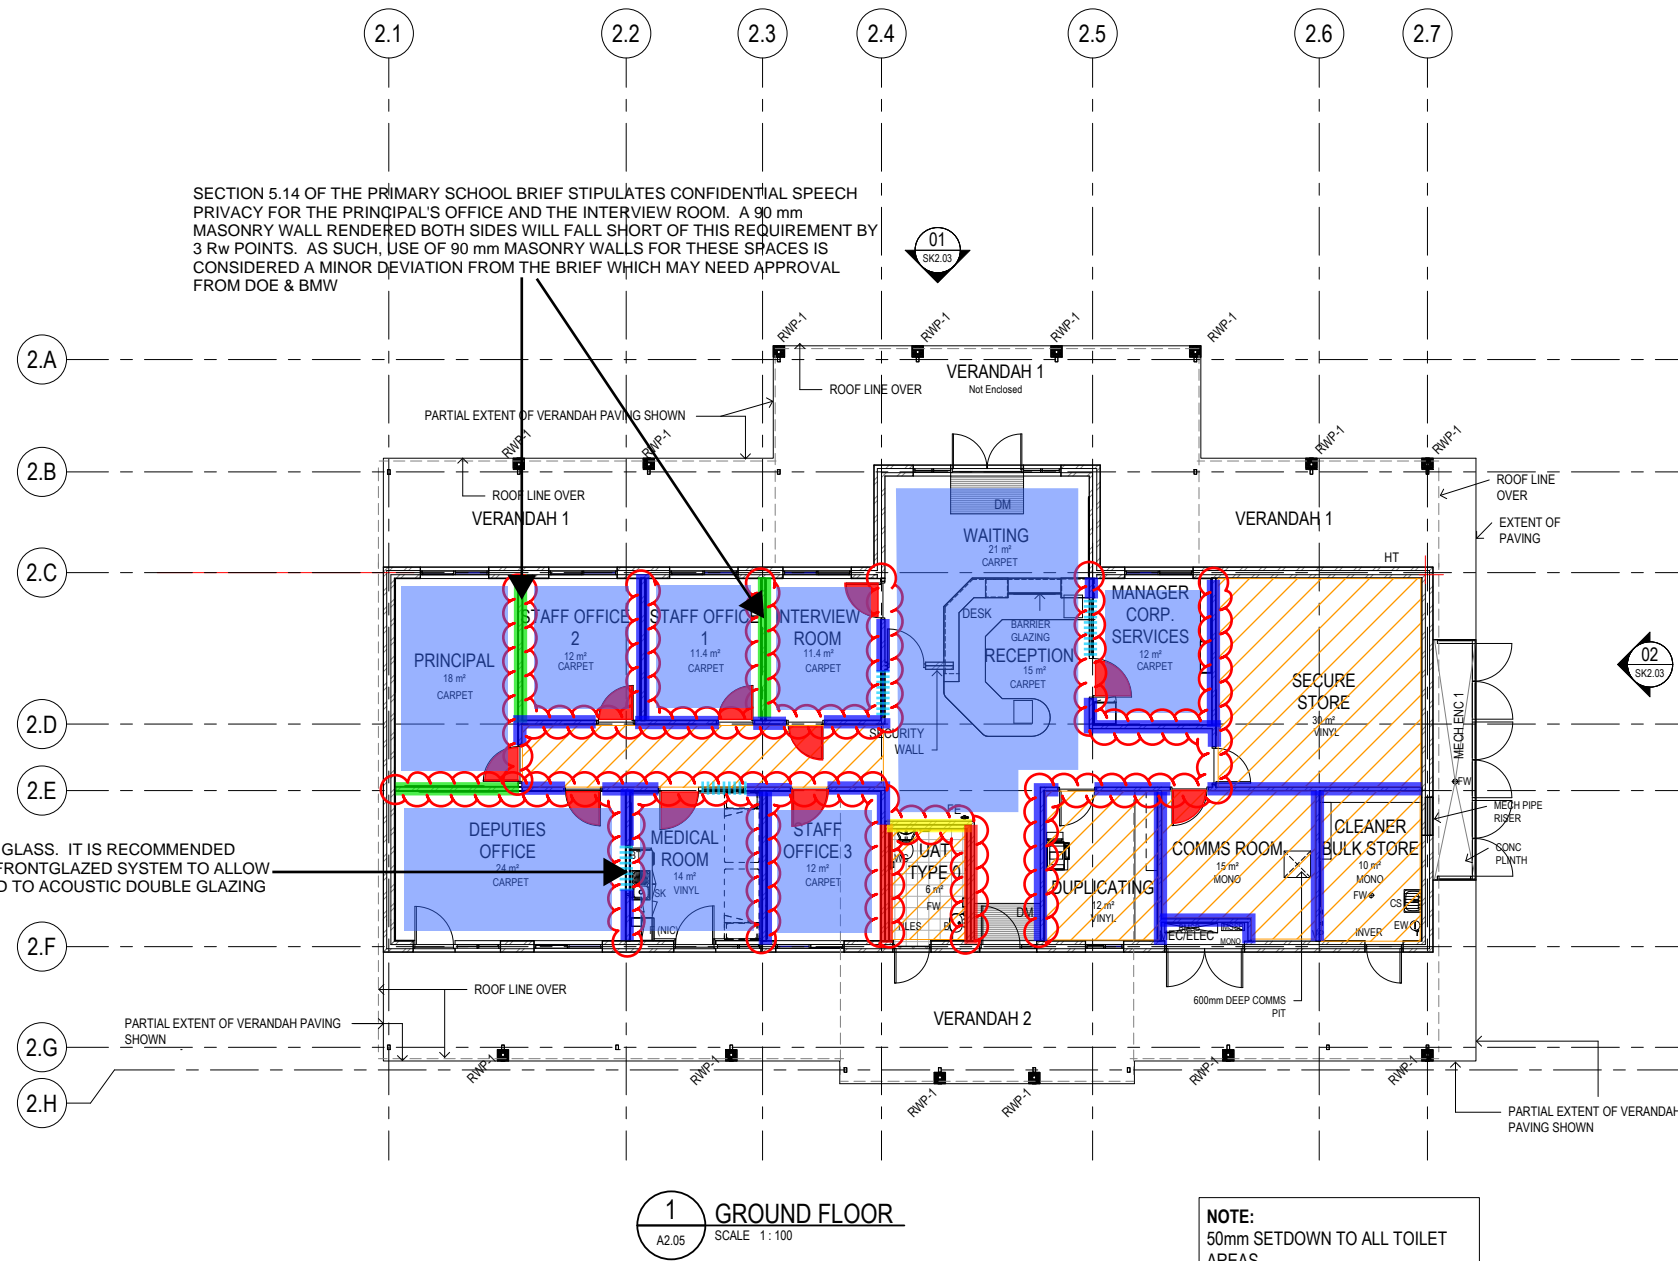 2.1
2.2
2.3
2.4
2.5
2.6
2.7
SECTION 5.14 OF THE PRIMARY SCHOOL BRIEF STIPULATES CONFIDENTIAL SPEECH
PRIVACY FOR THE PRINCIPAL'S OFFICE AND THE INTERVIEW ROOM. A 90 mm
MASONRY WALL RENDERED BOTH SIDES WILL FALL SHORT OF THIS REQUIREMENT BY
3 Rw POINTS. AS SUCH, USE OF 90 mm MASONRY WALLS FOR THESE SPACES IS
CONSIDERED A MINOR DEVIATION FROM THE BRIEF WHICH MAY NEED APPROVAL
FROM DOE & BMW
01
SK2.03
2.A
RWP-1
RWP-1
RWP-1
RWP-1
VERANDAH 1
Not Enclosed
ROOF LINE OVER
PARTIAL EXTENT OF VERANDAH PAVING SHOWN
2.B
RWP-1
RWP-1
RWP-1
RWP-1
ROOF LINE OVER
VERANDAH 1
DM
WAITING
21 m²
CARPET
VERANDAH 1
ROOF LINE
OVER
EXTENT OF
PAVING
HT
2.C
PRINCIPAL
18 m²
CARPET
STAFF OFFICE
2
12 m²
CARPET
STAFF OFFICE
1
11.4 m²
CARPET
INTERVIEW
ROOM
11.4 m²
CARPET
DESK
BARRIER
GLAZING
RECEPTION
15 m²
CARPET
MANAGER
CORP.
SERVICES
12 m²
CARPET
SECURE
STORE
30 m²
VINYL
02
SK2.03
2.D
SECURITY
WALL
MECH ENC 1
FW
2.E
FE
MECH PIPE
RISER
CONC
PLINTH
GLASS. IT IS RECOMMENDED
FRONTGLAZED SYSTEM TO ALLOW
D TO ACOUSTIC DOUBLE GLAZING
DEPUTIES
OFFICE
24 m²
CARPET
MEDICAL
ROOM
14 m²
VINYL
SK
(NIC)
STAFF
OFFICE 3
12 m²
CARPET
UAT
TYPE 0
6 m²
FW
DM
DUPLICATING
12 m²
VINYL
COMMS ROOM
15 m²
MONO
CLEANER
BULK STORE
10 m²
MONO
FW
CS
EW
INVER
EC/ELEC
MONO
2.F
ROOF LINE OVER
600mm DEEP COMMS
PIT
PARTIAL EXTENT OF VERANDAH PAVING
SHOWN
VERANDAH 2
2.G
RWP-1
RWP-1
RWP-1
RWP-1
RWP-1
RWP-1
2.H
PARTIAL EXTENT OF VERANDAH
PAVING SHOWN
1
A2.05
GROUND FLOOR
SCALE 1 : 100
NOTE:
50mm SETDOWN TO ALL TOILET
AREAS